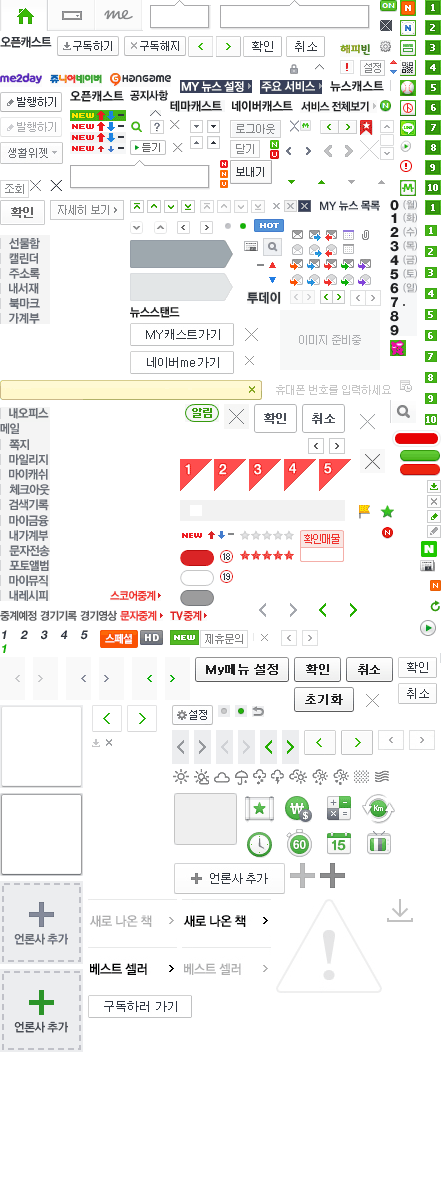 me
ON
N
1
2
오픈캐스트 구독하기 구독해지 확인 취소 해피빈
3
4
설정
me2day 쥬니어네이버 HANGAME
MY 뉴스 설정 주요 서비스 뉴스캐스트
5
발행하기 오픈캐스트 공지사항
테마캐스트 네이버캐스트 서비스 전체보기
6
NEW
NEW
NEW
발행하기
로그아웃
7
생활위젯
듣기
닫기
8
NEW
보내기
9
조회
10
확인 자세히 보기 MY 뉴스 목록
0 (월)
1 (화)
2 (수)
3 (목)
4 (금)
5 (토)
6 (일)
7
8
9
HOT
선물함
캘린더
주소록
내서재
북마크
가계부
투데이
뉴스스탠드
MY캐스트가기
네이버me가기
이미지 준비중
1
2
3
4
5
6
7
8
9
10
휴대폰 번호를 입력하세요
내오피스
메일
쪽지
마일리지
마이캐쉬
체크아웃
검색기록
마이금융
내가계부
문자전송
포토앨범
마이뮤직
내레시피
알림 확인 취소
1 2 3 4 5
NEW
확인매물
18
19
N
스코어중계
중계예정 경기기록 경기영상 문자중계 TV중계
1 2 3 4 5
1
스페셜 HD NEW 제휴문의
My메뉴 설정 확인 취소 확인
초기화 취소
설정
60
15
Km
언론사 추가
언론사 추가
새로 나온 책 새로 나온 책
베스트 셀러 베스트 셀러
언론사 추가
구독하러 가기